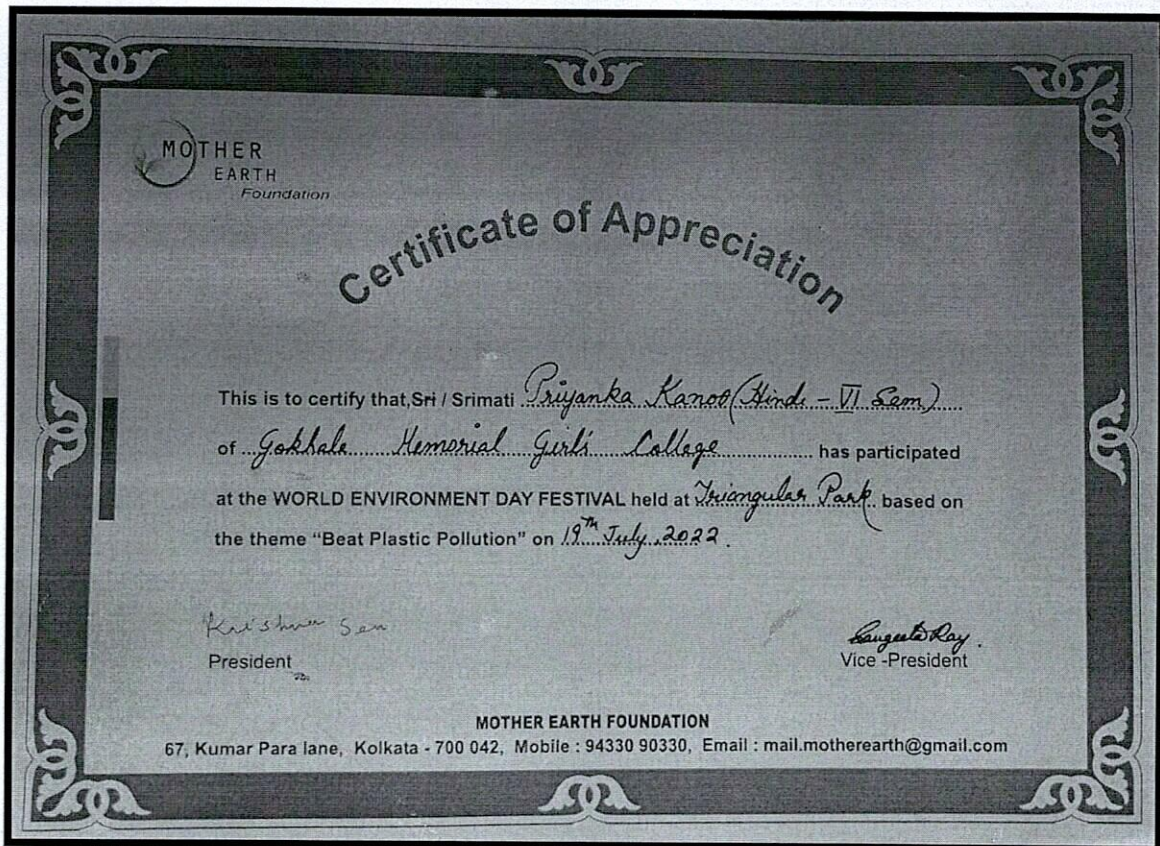 MOTHER
EARTH
Foundation
Certificate of Appreciation
This is to certify that, Sri / Srimati Priyanka Kanoo (Hindi - VI Sem)
of Gokhale Memorial Girls' College has participated
at the WORLD ENVIRONMENT DAY FESTIVAL held at Triangular Park based on
the theme “Beat Plastic Pollution” on 19th July, 2022.
Krishna Sen
Sangeeta Ray.
President
Vice -President
MOTHER EARTH FOUNDATION
67, Kumar Para lane, Kolkata - 700 042, Mobile : 94330 90330, Email : mail.motherearth@gmail.com